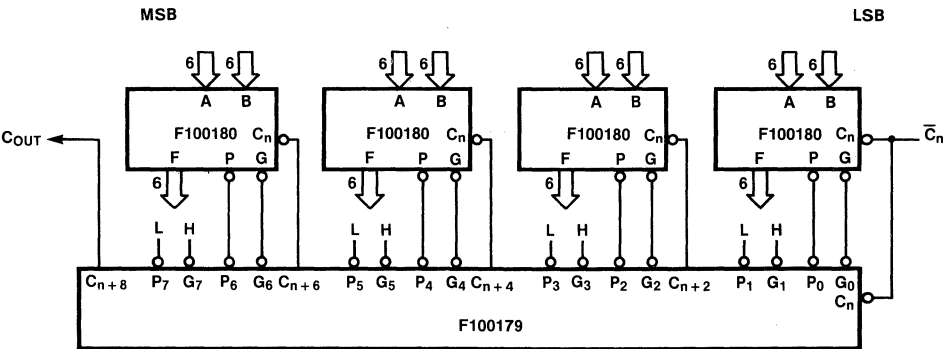 MSB LSB
6 6 6 6 6 6 6 6
A B A B A B A B
COUT F100180 Cn F100180 Cn F100180 Cn F100180 Cn C̅n
F P G F P G F P G F P G
6 6 6 6
L H L H L H L H
Cn + 8 P7 G7 P6 G6 Cn + 6 P5 G5 P4 G4 Cn + 4 P3 G3 P2 G2 Cn + 2 P1 G1 P0 G0
Cn
F100179